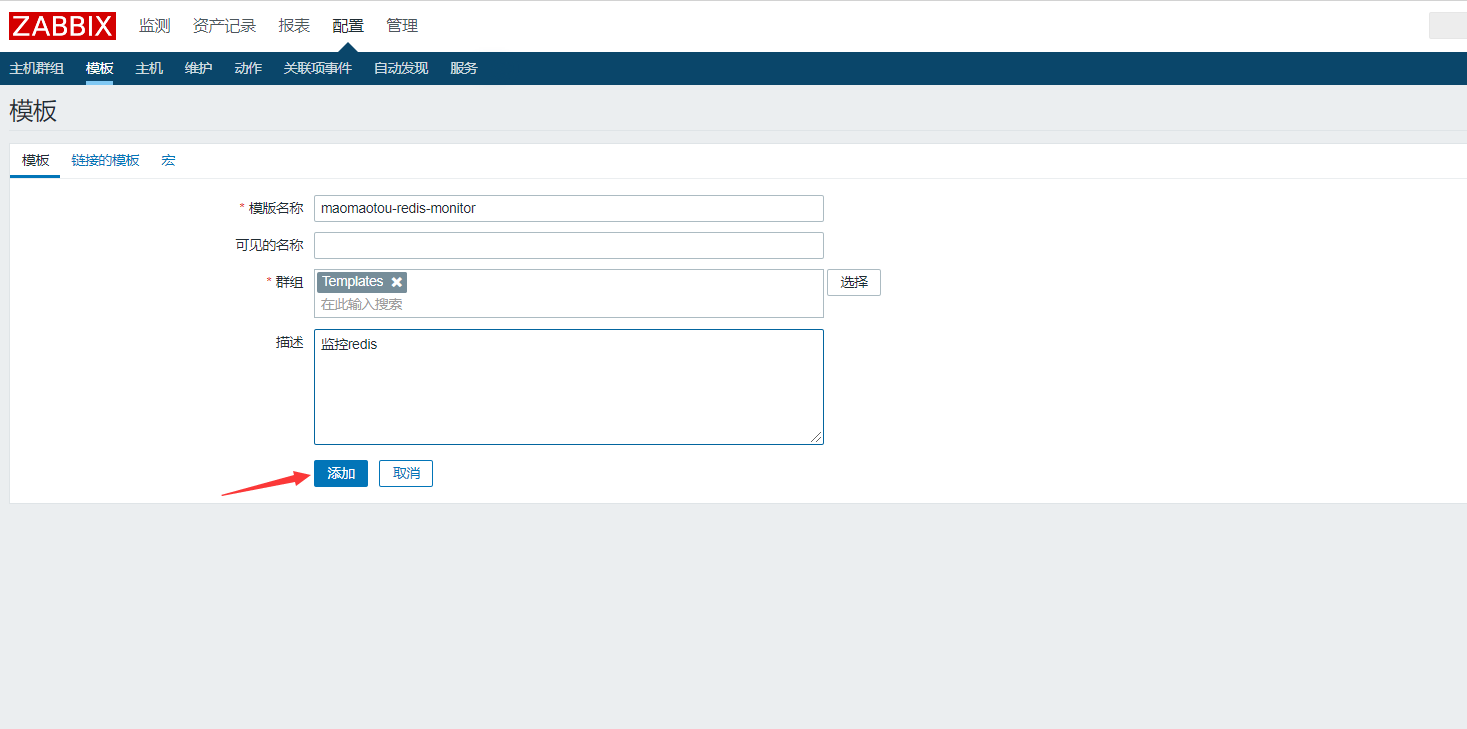 ZABBIX 监测 资产记录 报表 配置 管理
主机群组 模板 主机 维护 动作 关联项事件 自动发现 服务
模板
模板 链接的模板 宏
* 模版名称 maomaotou-redis-monitor
可见的名称
* 群组 Templates 选择
在此输入搜索
描述 监控redis
添加 取消